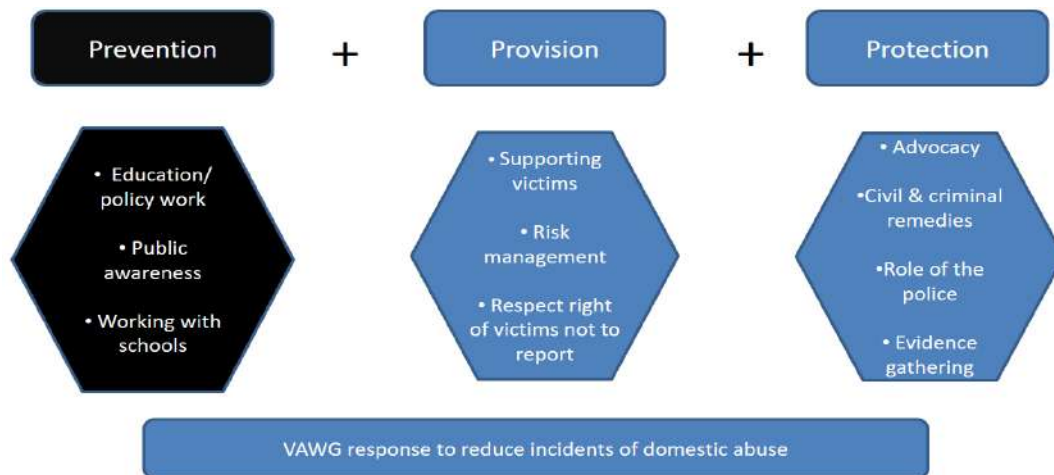 Prevention
+
Provision
+
Protection
• Education/
policy work
• Public
awareness
• Working with
schools
• Supporting
victims
• Risk
management
• Respect right
of victims not to
report
• Advocacy
•Civil & criminal
remedies
•Role of the
police
• Evidence
gathering
VAWG response to reduce incidents of domestic abuse